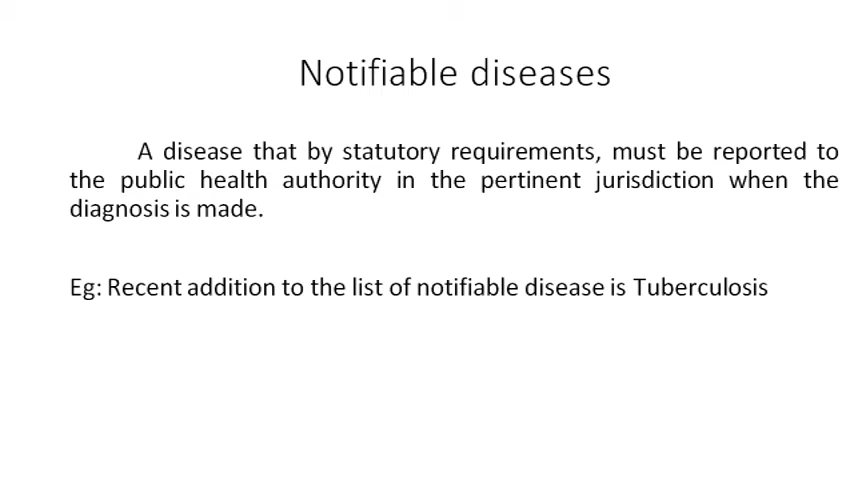 Notifiable diseases
A disease that by statutory requirements, must be reported to
the public health authority in the pertinent jurisdiction when the
diagnosis is made.
Eg: Recent addition to the list of notifiable disease is Tuberculosis